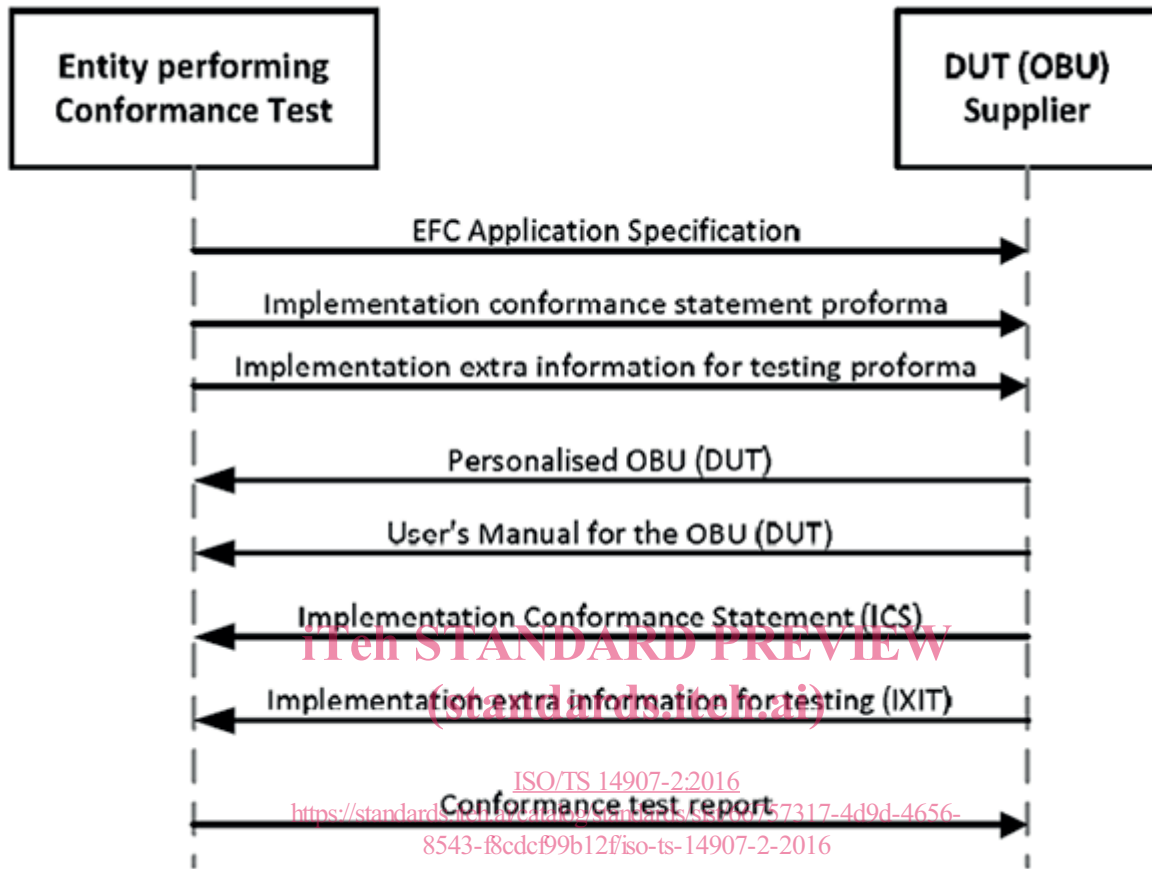 Entity performing
Conformance Test
DUT (OBU)
Supplier
EFC Application Specification
Implementation conformance statement proforma
Implementation extra information for testing proforma
Personalised OBU (DUT)
User's Manual for the OBU (DUT)
Implementation Conformance Statement (ICS)
iTeh STANDARD PREVIEW
Implementation extra information for testing (IXIT)
(standards.iteh.ai)
ISO/TS 14907-2:2016
Conformance test report
8543-f8cdcf99b12f/iso-ts-14907-2-2016